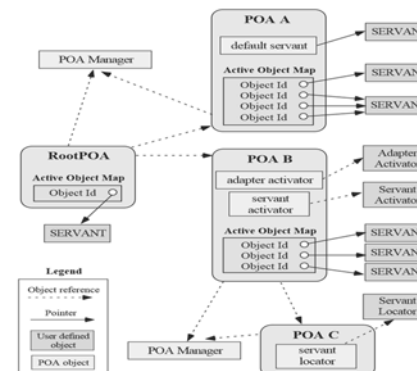 POA A
default servant
SERVANT
POA Manager
Active Object Map
SERVANT
Object Id
Object Id
Object Id
Object Id
SERVANT
RootPOA
Active Object Map
Object Id
SERVANT
POA B
adapter activator
servant
activator
Adapter
Activator
Servant
Activator
Active Object Map
Object Id
Object Id
Object Id
SERVANT
SERVANT
SERVANT
Legend
Object reference
Pointer
User defined
object
POA object
POA Manager
POA C
servant
locator
Servant
Locator